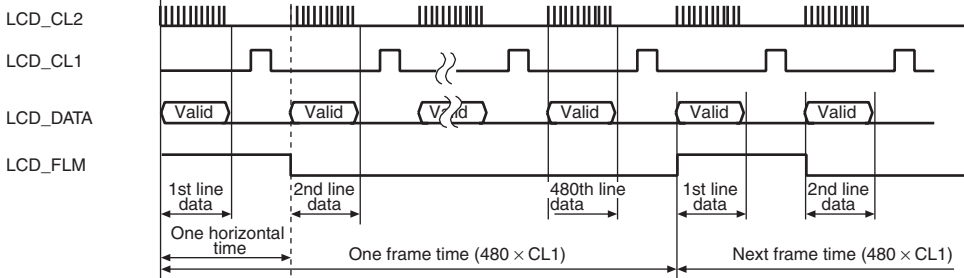 LCD_CL2
LCD_CL1
LCD_DATA
Valid
Valid
Valid
Valid
Valid
Valid
LCD_FLM
1st line
data
2nd line
data
480th line
data
1st line
data
2nd line
data
One horizontal
time
One frame time (480 × CL1)
Next frame time (480 × CL1)